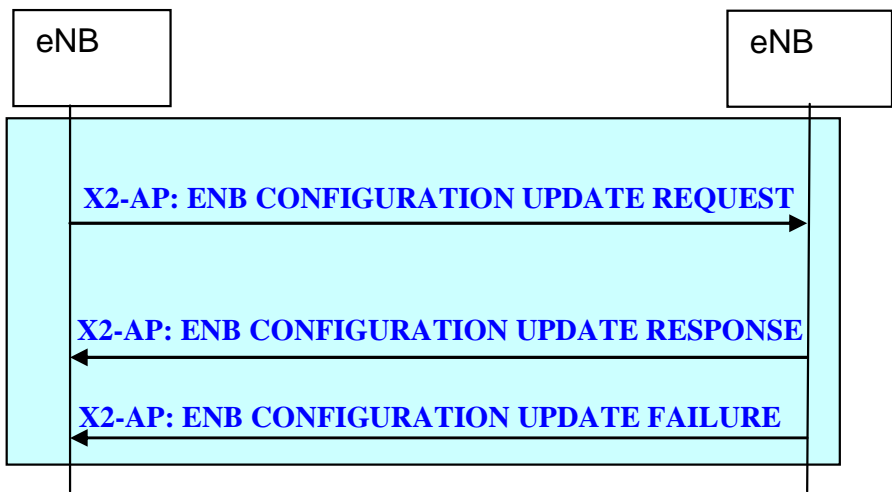 eNB
eNB
X2-AP: ENB CONFIGURATION UPDATE REQUEST
X2-AP: ENB CONFIGURATION UPDATE RESPONSE
X2-AP: ENB CONFIGURATION UPDATE FAILURE